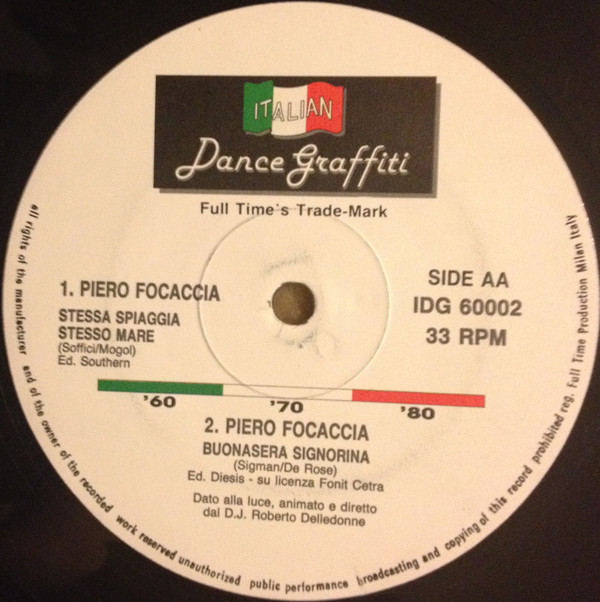 ITALIAN
Dance Graffiti
Full Time's Trade-Mark
1. PIERO FOCACCIA
STESSA SPIAGGIA
STESSO MARE
(Soffici/Mogol)
Ed. Southern
SIDE AA
IDG 60002
33 RPM
'60
'70
'80
2. PIERO FOCACCIA
BUONASERA SIGNORINA
(Sigman/De Rose)
Ed. Diesis - su licenza Fonit Cetra
Dato alla luce, animato e diretto
dal D.J. Roberto Delledonne
all rights of the manufacturer and of the owner of the recorded work reserved unauthorized public performance broadcasting and copying of this record prohibited reg. Full Time Production Milan Italy